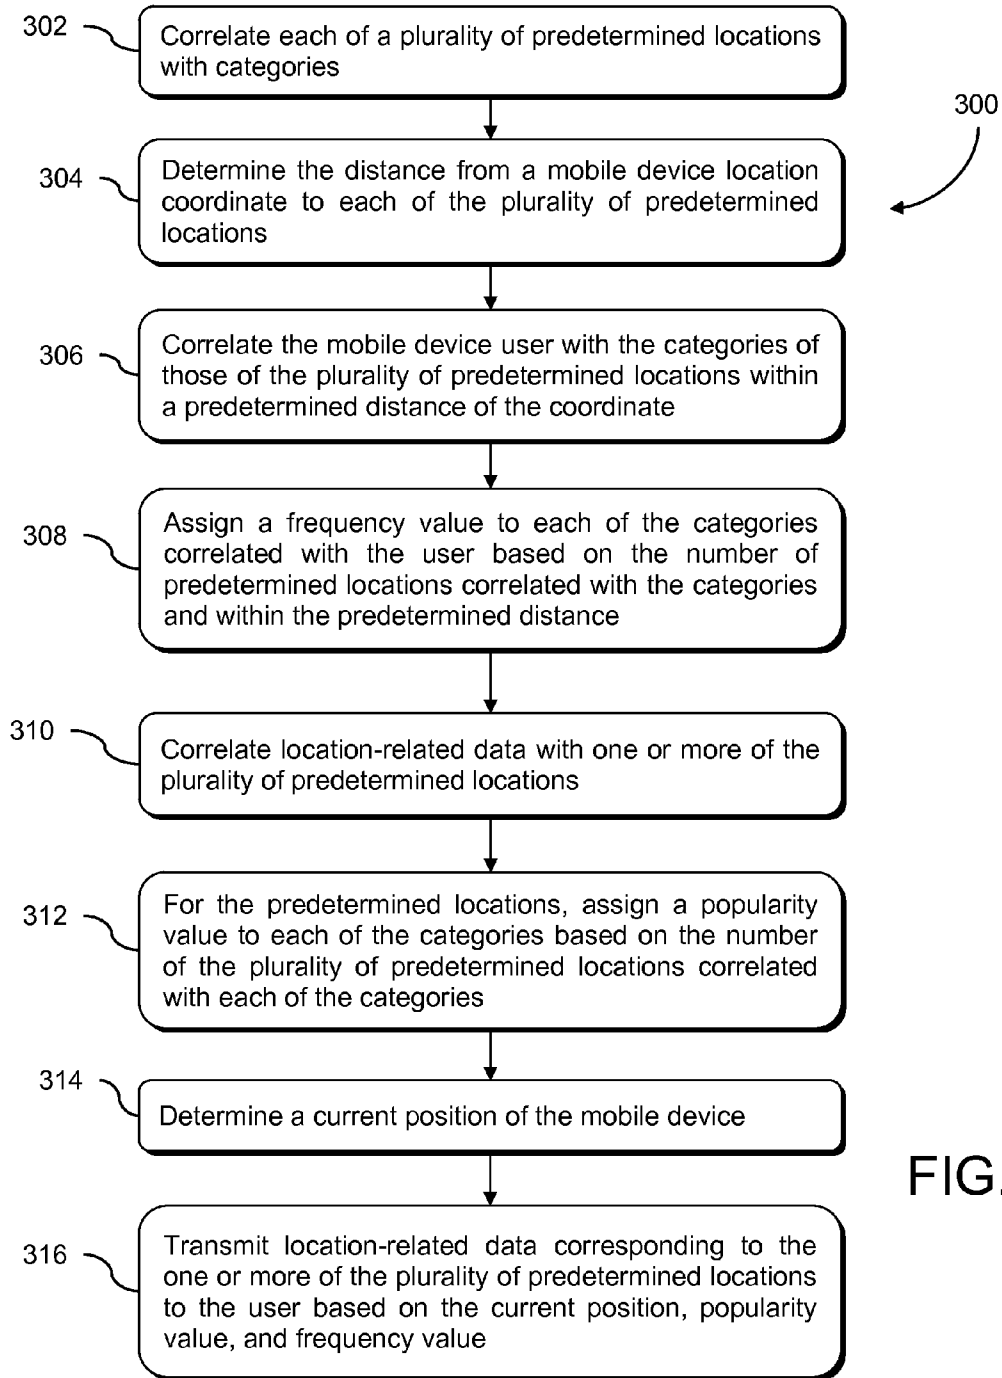 302
Correlate each of a plurality of predetermined locations
with categories
300
304
Determine the distance from a mobile device location
coordinate to each of the plurality of predetermined
locations
306
Correlate the mobile device user with the categories of
those of the plurality of predetermined locations within
a predetermined distance of the coordinate
308
Assign a frequency value to each of the categories
correlated with the user based on the number of
predetermined locations correlated with the categories
and within the predetermined distance
310
Correlate location-related data with one or more of the
plurality of predetermined locations
312
For the predetermined locations, assign a popularity
value to each of the categories based on the number
of the plurality of predetermined locations correlated
with each of the categories
314
Determine a current position of the mobile device
FIG.
316
Transmit location-related data corresponding to the
one or more of the plurality of predetermined locations
to the user based on the current position, popularity
value, and frequency value